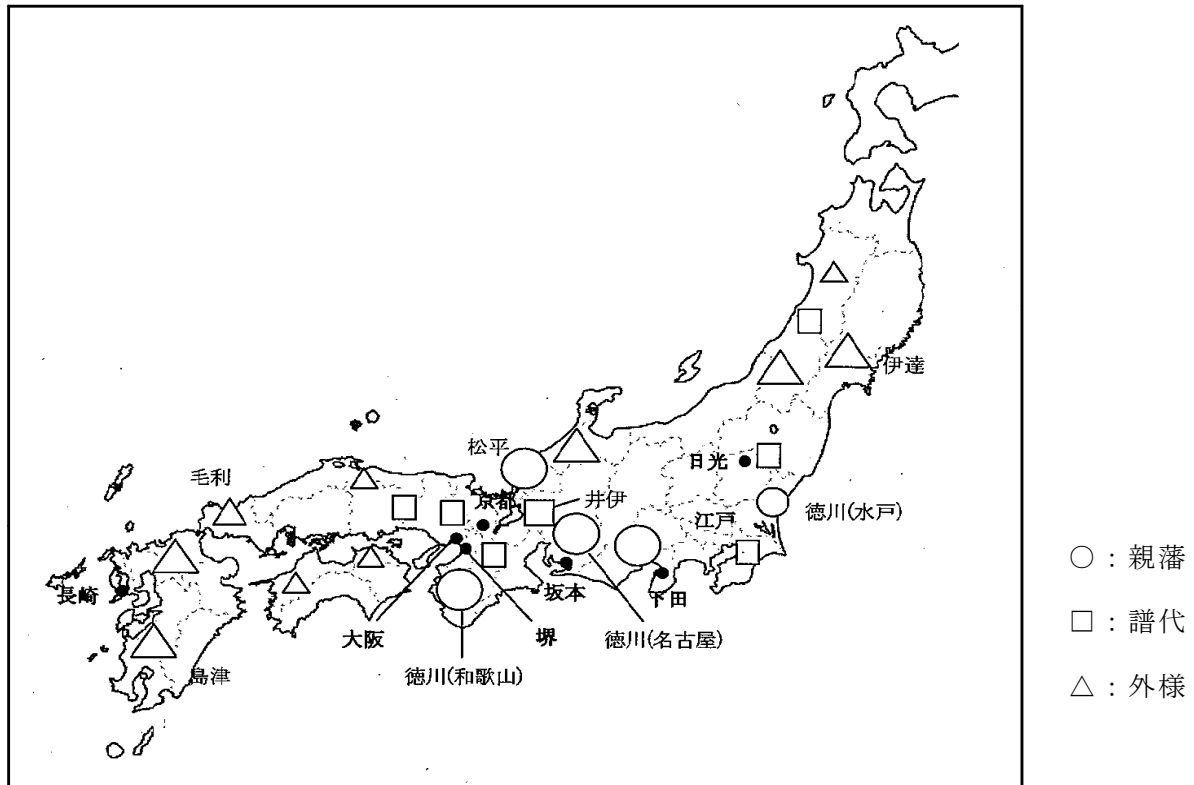 伊達
松平
日光
毛利
京都
井伊
江戸
徳川(水戸)
○：親藩
長崎
坂本
下田
□：譜代
大阪
堺
徳川(名古屋)
島津
徳川(和歌山)
△：外様